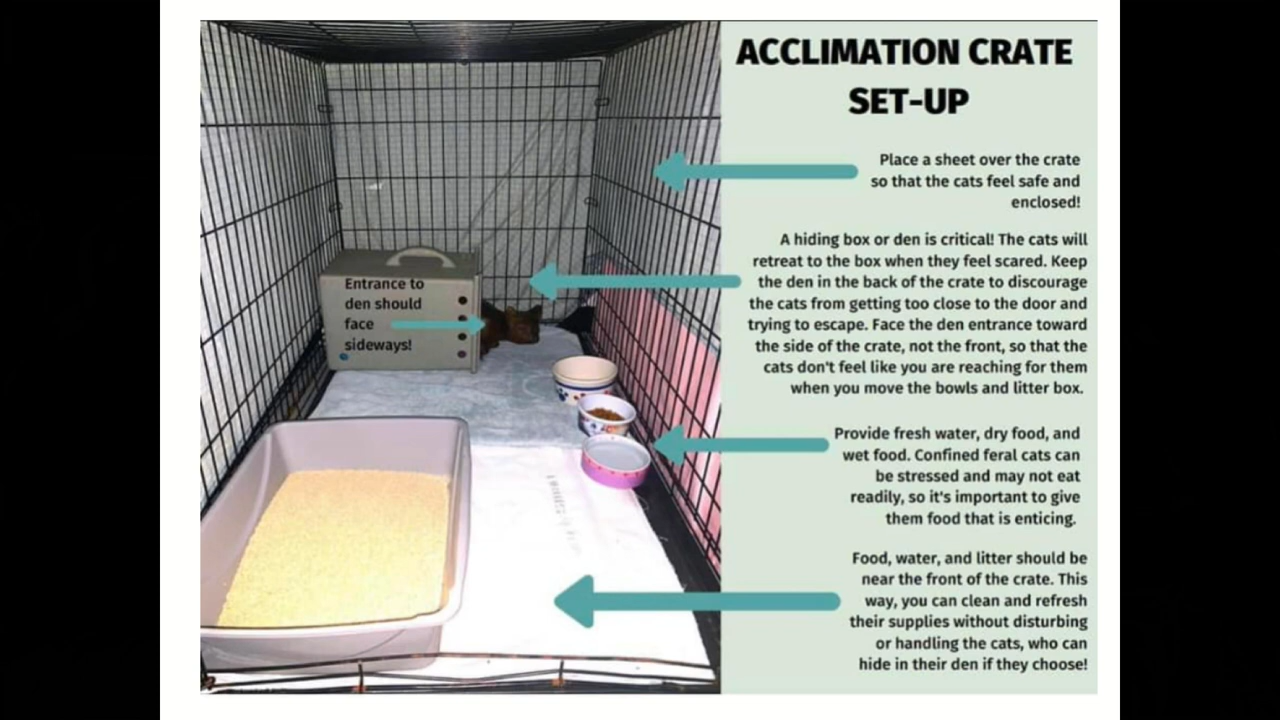 ACCLIMATION CRATE
SET-UP
Place a sheet over the crate
so that the cats feel safe and
enclosed!
A hiding box or den is critical! The cats will
retreat to the box when they feel scared. Keep
the den in the back of the crate to discourage
the cats from getting too close to the door and
trying to escape. Face the den entrance toward
the side of the crate, not the front, so that the
cats don't feel like you are reaching for them
when you move the bowls and litter box.
Entrance to
den should
face
sideways!
Provide fresh water, dry food, and
wet food. Confined feral cats can
be stressed and may not eat
readily, so it's important to give
them food that is enticing.
Food, water, and litter should be
near the front of the crate. This
way, you can clean and refresh
their supplies without disturbing
or handling the cats, who can
hide in their den if they choose!